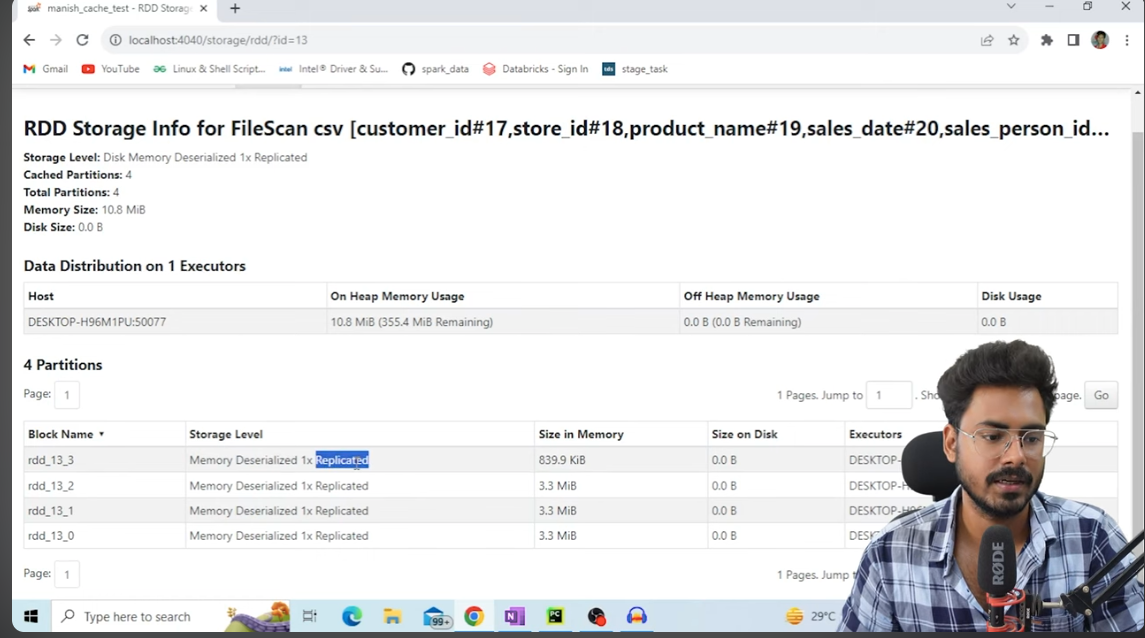 manish_cache_test - RDD Storag
localhost:4040/storage/rdd/?id=13
Gmail YouTube Linux & Shell Script... Intel® Driver & Su... spark_data Databricks - Sign In stage_task
RDD Storage Info for FileScan csv [customer_id#17,store_id#18,product_name#19,sales_date#20,sales_person_id...
Storage Level: Disk Memory Deserialized 1x Replicated
Cached Partitions: 4
Total Partitions: 4
Memory Size: 10.8 MiB
Disk Size: 0.0 B
Data Distribution on 1 Executors
Host On Heap Memory Usage Off Heap Memory Usage Disk Usage
DESKTOP-H96M1PU:50077 10.8 MiB (355.4 MiB Remaining) 0.0 B (0.0 B Remaining) 0.0 B
4 Partitions
Page: 1 1 Pages. Jump to 1 . Sho page. Go
Block Name Storage Level Size in Memory Size on Disk Executors
rdd_13_3 Memory Deserialized 1x Replicated 839.9 KiB 0.0 B DESKTOP-
rdd_13_2 Memory Deserialized 1x Replicated 3.3 MiB 0.0 B DESKTOP-H
rdd_13_1 Memory Deserialized 1x Replicated 3.3 MiB 0.0 B DESKTOP-
rdd_13_0 Memory Deserialized 1x Replicated 3.3 MiB 0.0 B DESKTOP-
Page: 1 1 Pages. Jump t
RØDE
Type here to search 99+ PC 29°C